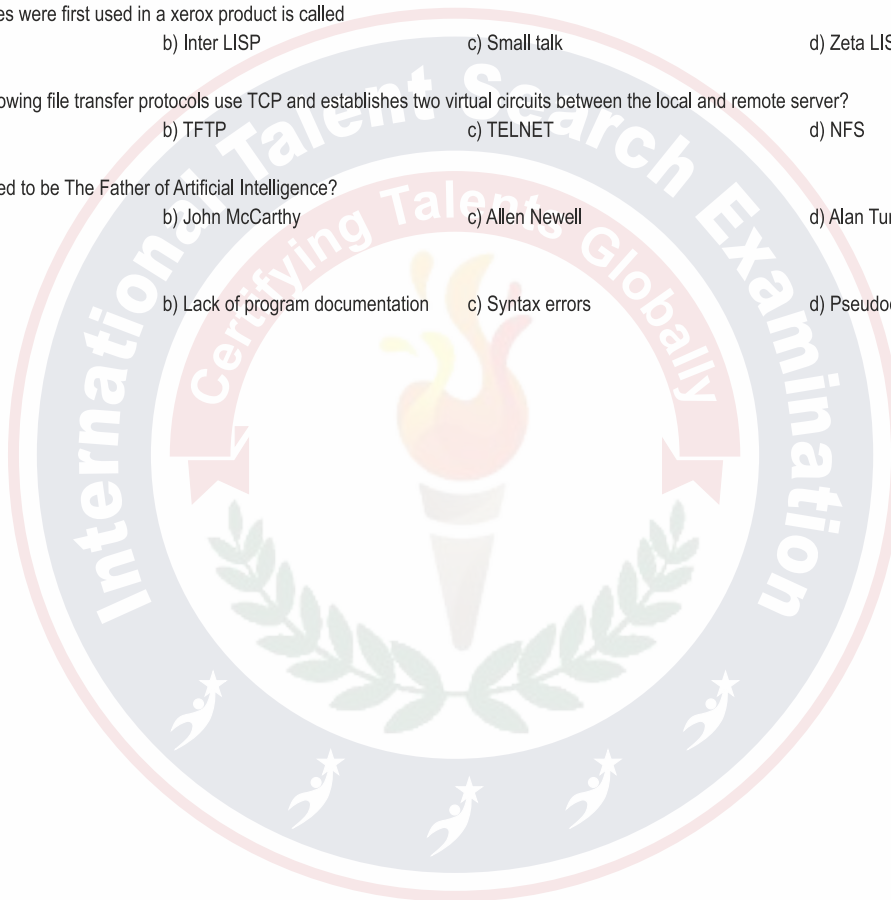 es were first used in a xerox product is called
b) Inter LISP c) Small talk d) Zeta LIS
owing file transfer protocols use TCP and establishes two virtual circuits between the local and remote server?
b) TFTP c) TELNET d) NFS
ed to be The Father of Artificial Intelligence?
b) John McCarthy c) Allen Newell d) Alan Tur
b) Lack of program documentation c) Syntax errors d) Pseudo
International Talent Search Examination
Certifying Talents Globally